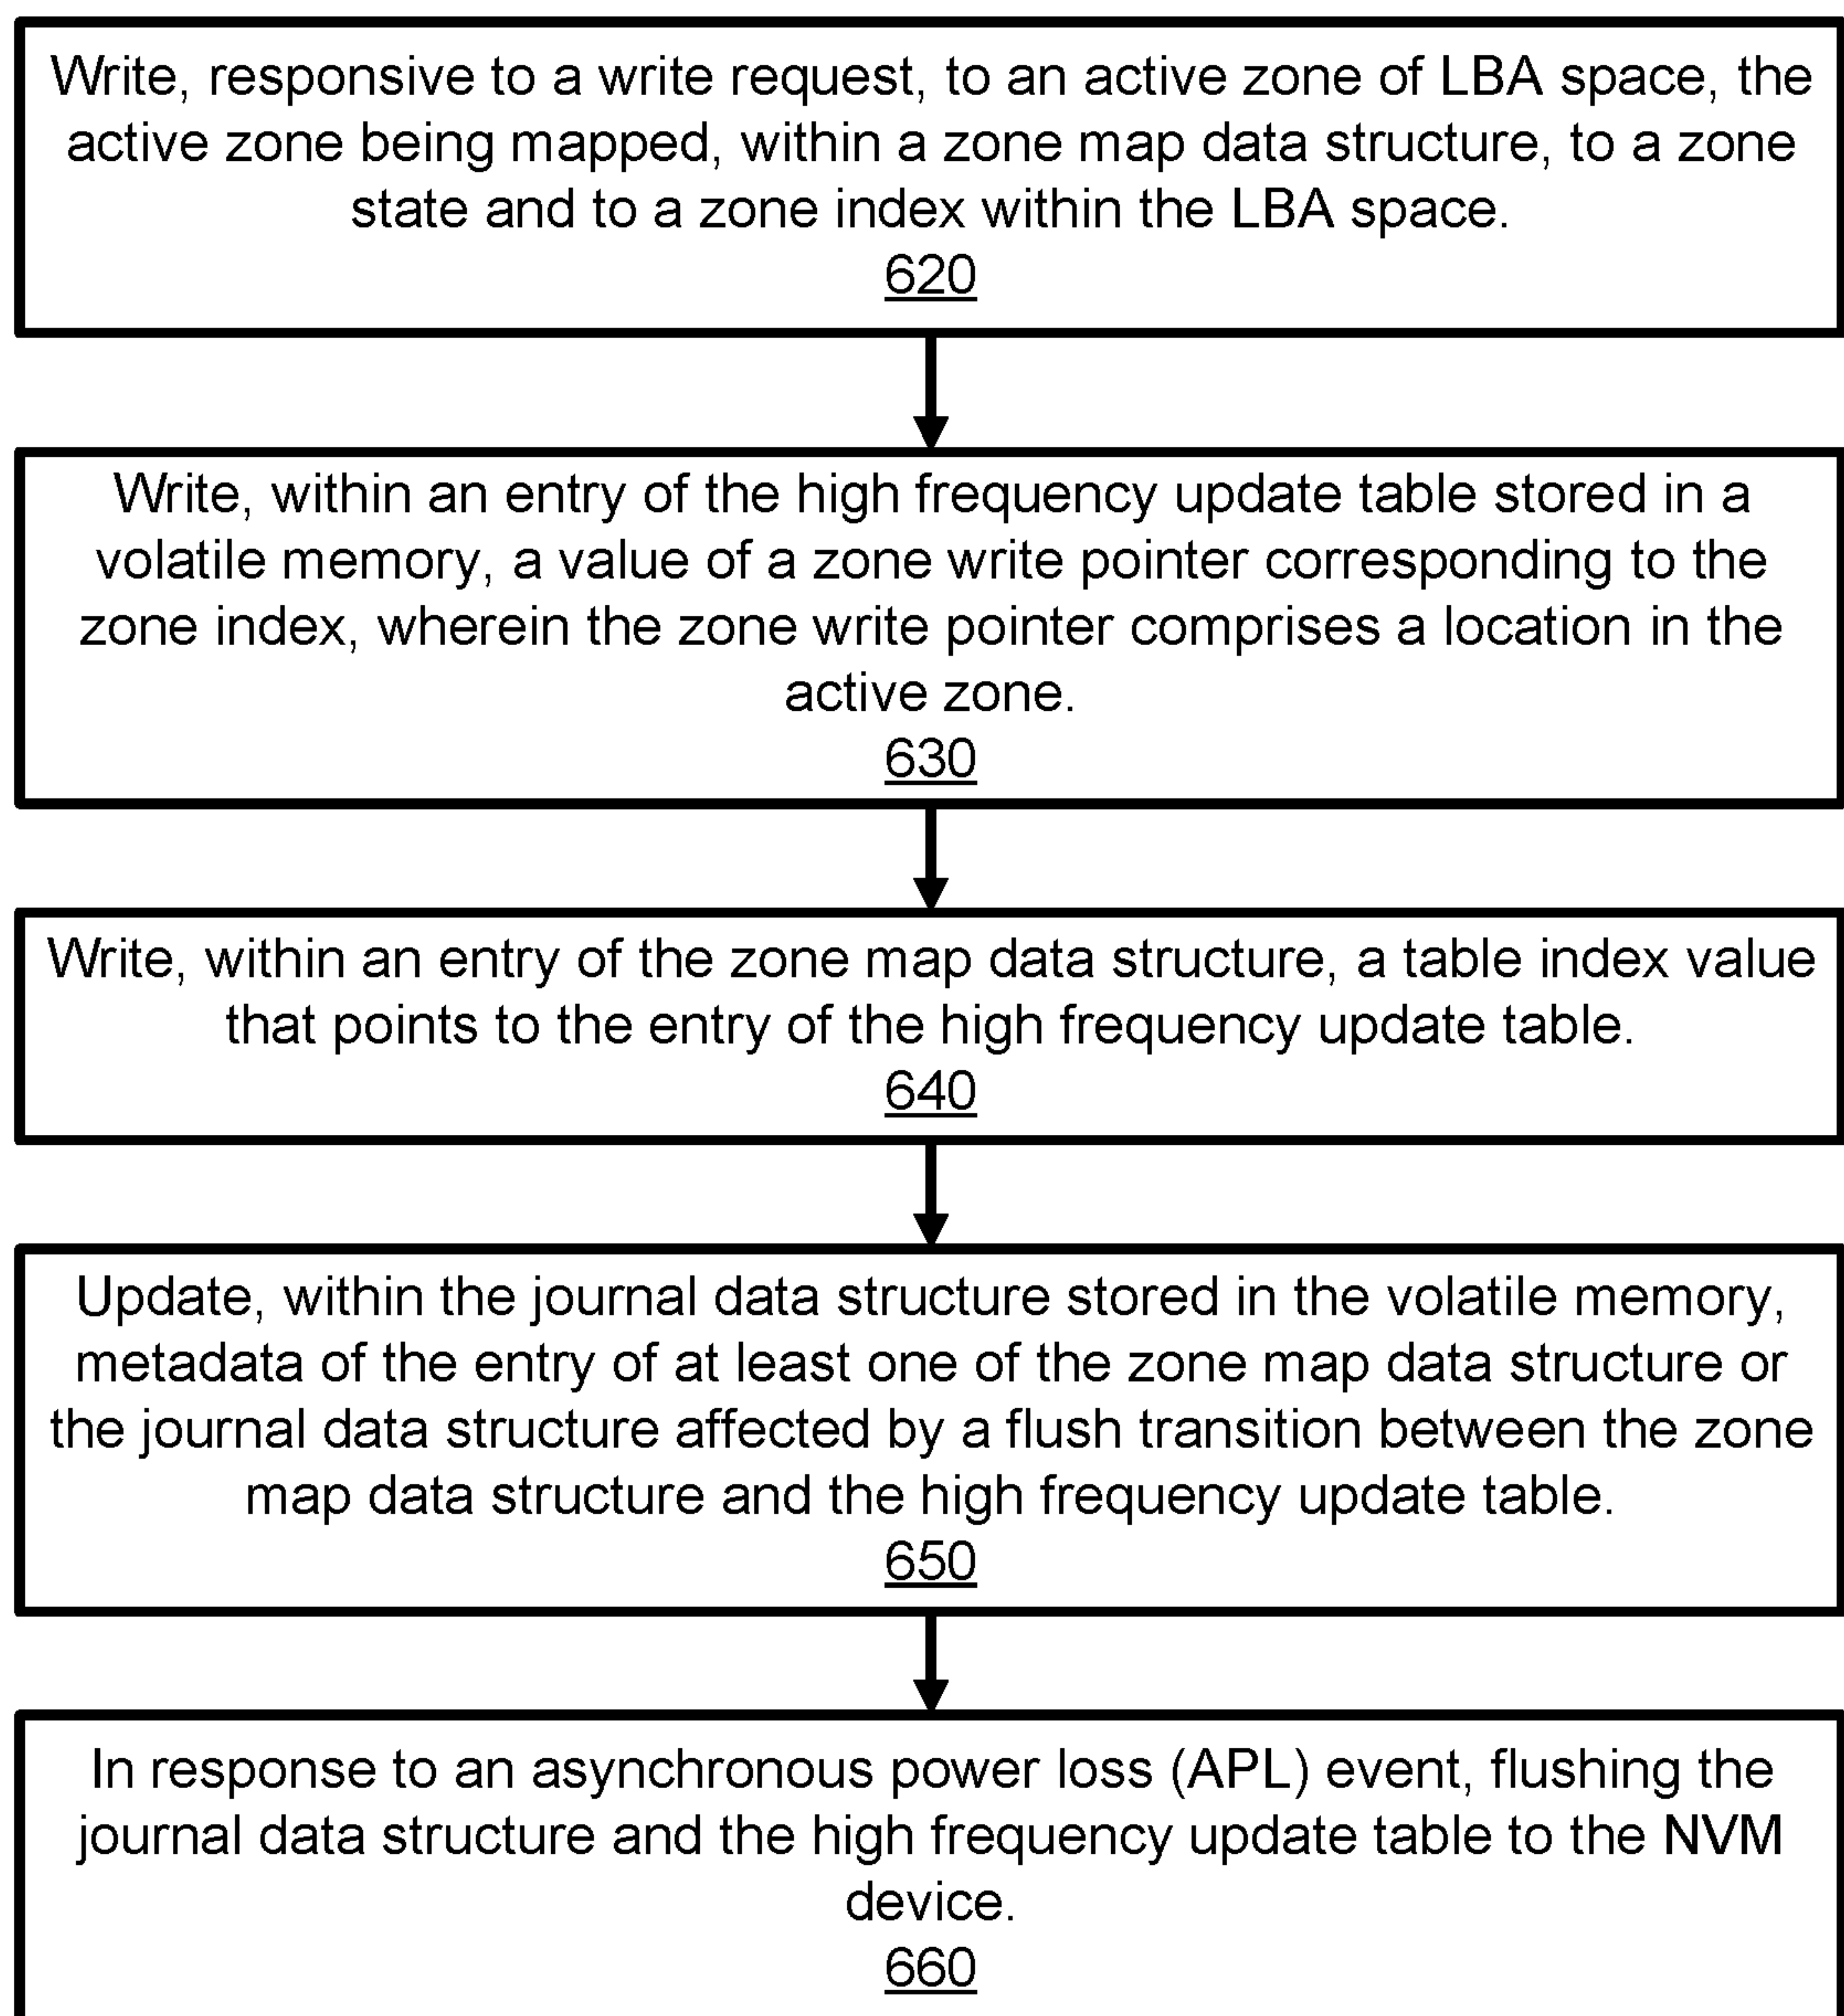 Write, responsive to a write request, to an active zone of LBA space, the
active zone being mapped, within a zone map data structure, to a zone
state and to a zone index within the LBA space.
620
Write, within an entry of the high frequency update table stored in a
volatile memory, a value of a zone write pointer corresponding to the
zone index, wherein the zone write pointer comprises a location in the
active zone.
630
Write, within an entry of the zone map data structure, a table index value
that points to the entry of the high frequency update table.
640
Update, within the journal data structure stored in the volatile memory,
metadata of the entry of at least one of the zone map data structure or
the journal data structure affected by a flush transition between the zone
map data structure and the high frequency update table.
650
In response to an asynchronous power loss (APL) event, flushing the
journal data structure and the high frequency update table to the NVM
device.
660